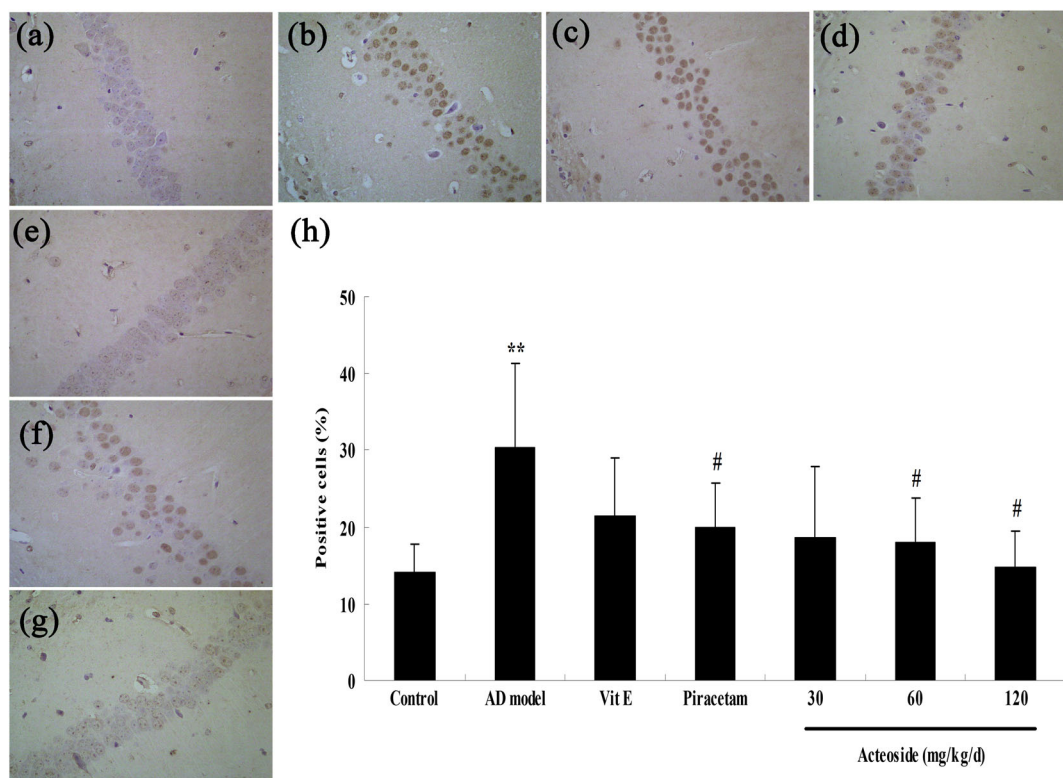 (a)
(b)
(c)
(d)
(e)
(f)
(g)
(h)
Positive cells (%)
50
40
30
20
10
0
**
#
#
#
Control AD model Vit E Piracetam 30 60 120
Acteoside (mg/kg/d)